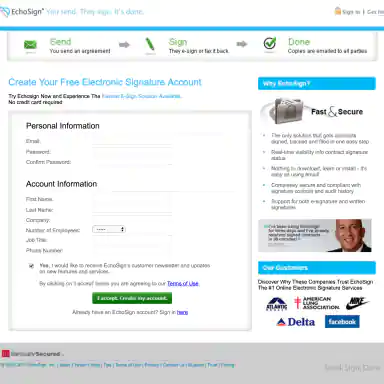 EchoSign You send. They sign. It's done.
Sign in
Send
You send an agreement
Sign
They e-sign or fax it back
Done
Copies are emailed to all parties
Create Your Free Electronic Signature Account
Try Echosign Now and Experience The Fastest E-Sign Solution Available.
No credit card required
Personal Information
Email:
Password:
Confirm Password:
Account Information
First Name:
Last Name:
Company:
Number of Employees:
Job Title:
Phone Number:
Yes, I would like to receive EchoSign's customer newsletter and updates
on new features and services.
By clicking on 'I accept' below you are agreeing to our Terms of Use
I accept. Create my account.
Already have an EchoSign account? Sign in here
Why EchoSign?
Fast & Secure
The only solution that gets contracts
signed, tracked and filed in one easy step
Real-time visibility into contract signature
status
Nothing to download, learn or install - it's
easy as using email
Completely secure and compliant with
signature controls and audit history
Support for both e-signature and written
signatures
Our Customers
Discover Why These Companies Trust EchoSign
The #1 Online Electronic Signature Services
ATLANTIC
RECORDS
AMERICAN
LUNG
ASSOCIATION
NIKE
Delta
facebook
Send Sign Done